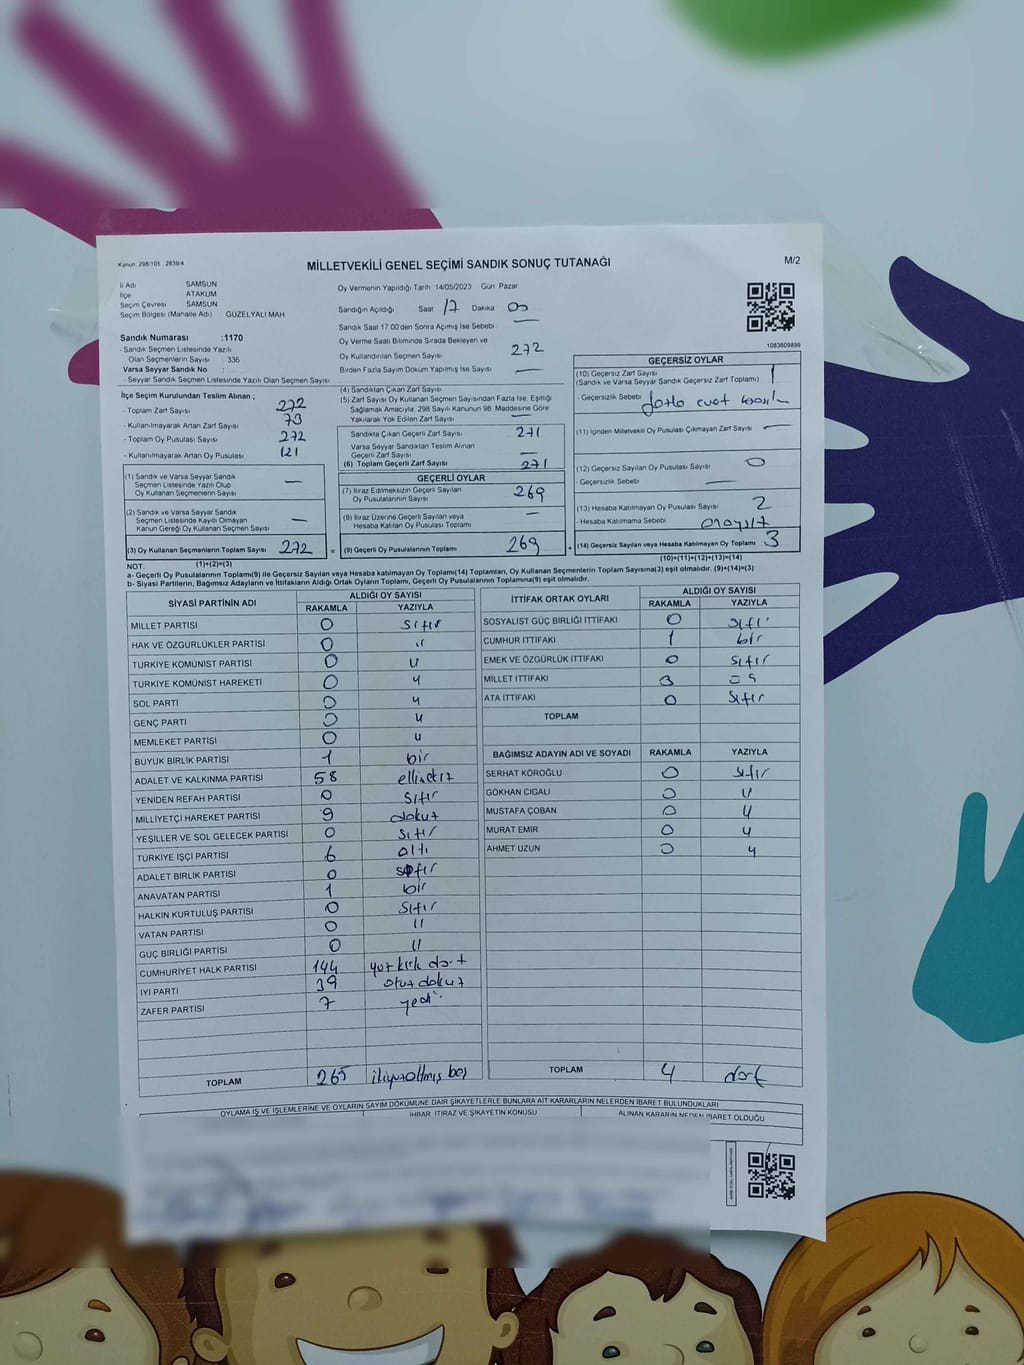 Kanun: 298/105 : 2839/4
MİLLETVEKİLİ GENEL SEÇİMİ SANDIK SONUÇ TUTANAĞI
M/2
İl Adı SAMSUN
İlçe ATAKUM
Seçim Çevresi SAMSUN
Seçim Bölgesi (Mahalle Adı) GÜZELYALI MAH
Oy Vermenin Yapıldığı Tarih: 14/05/2023 Gün Pazar
Sandığın Açıldığı Saat 17 Dakika 00
Sandık Saat 17.00'den Sonra Açımış İse Sebebi —
Oy Verme Saati Bitiminde Sırada Bekleyen ve
Oy Kullandırılan Seçmen Sayısı 272
Birden Fazla Sayım Döküm Yapılmış İse Sayısı —
1083609899
Sandık Numarası :1170
- Sandık Seçmen Listesinde Yazılı
Olan Seçmenlerin Sayısı : 336
Varsa Seyyar Sandık No :
- Seyyar Sandık Seçmen Listesinde Yazılı Olan Seçmen Sayısı
İlçe Seçim Kurulundan Teslim Alınan ;
- Toplam Zarf Sayısı 272
- Kullanılmayarak Artan Zarf Sayısı 73
- Toplam Oy Pusulası Sayısı 272
- Kullanılmayarak Artan Oy Pusulası 121
(1) Sandık ve Varsa Seyyar Sandık
Seçmen Listesinde Yazılı Olup
Oy Kullanan Seçmenlerin Sayısı —
(2) Sandık ve Varsa Seyyar Sandık
Seçmen Listesinde Kayıtlı Olmayan
Kanun Gereği Oy Kullanan Seçmen Sayısı —
(3) Oy Kullanan Seçmenlerin Toplam Sayısı 272
(1)+(2)=(3)
(4) Sandıktan Çıkan Zarf Sayısı
(5) Zarf Sayısı Oy Kullanan Seçmen Sayısından Fazla İse, Eşitliği
Sağlamak Amacıyla: 298 Sayılı Kanunun 98. Maddesine Göre
Yakılarak Yok Edilen Zarf Sayısı —
Sandıkta Çıkan Geçerli Zarf Sayısı 271
Varsa Seyyar Sandıktan Teslim Alınan
Geçerli Zarf Sayısı —
(6) Toplam Geçerli Zarf Sayısı 271
GEÇERLİ OYLAR
(7) İtiraz Edilmeksizin Geçerli Sayılan
Oy Pusulalarının Sayısı 269
(8) İtiraz Üzerine Geçerli Sayılan veya
Hesaba Katılan Oy Pusulası Toplamı —
= (9) Geçerli Oy Pusulalarının Toplamı 269
GEÇERSİZ OYLAR
(10) Geçersiz Zarf Sayısı
(Sandık ve Varsa Seyyar Sandık Geçersiz Zarf Toplamı) 1
- Geçersizlik Sebebi
(11) İçinden Milletvekili Oy Pusulası Çıkmayan Zarf Sayısı —
(12) Geçersiz Sayılan Oy Pusulası Sayısı 0
- Geçersizlik Sebebi —
(13) Hesaba Katılmayan Oy Pusulası Sayısı 2
- Hesaba Katılmama Sebebi
+ (14) Geçersiz Sayılan veya Hesaba Katılmayan Oy Toplamı 3
(10)+(11)+(12)+(13)=(14)
NOT:
a- Geçerli Oy Pusulalarının Toplamı(9) ile Geçersiz Sayılan veya Hesaba Katılmayan Oy Toplamı(14) Toplamları, Oy Kullanan Seçmenlerin Toplam Sayısına(3) eşit olmalıdır. (9)+(14)=(3)
b- Siyasi Partilerin, Bağımsız Adayların ve İttifakların Aldığı Ortak Oyların Toplamı, Geçerli Oy Pusulalarının Toplamına(9) eşit olmalıdır.
SİYASİ PARTİNİN ADI ALDIĞI OY SAYISI
RAKAMLA YAZIYLA
MİLLET PARTİSİ 0 sıfır
HAK VE ÖZGÜRLÜKLER PARTİSİ 0 "
TÜRKİYE KOMÜNİST PARTİSİ 0 "
TÜRKİYE KOMÜNİST HAREKETİ 0 "
SOL PARTİ 0 "
GENÇ PARTİ 0 "
MEMLEKET PARTİSİ 0 "
BÜYÜK BİRLİK PARTİSİ 1 bir
ADALET VE KALKINMA PARTİSİ 58 ellisekiz
YENİDEN REFAH PARTİSİ 0 sıfır
MİLLİYETÇİ HAREKET PARTİSİ 9 dokuz
YEŞİLLER VE SOL GELECEK PARTİSİ 0 sıfır
TÜRKİYE İŞÇİ PARTİSİ 6 altı
ADALET BİRLİK PARTİSİ 0 sıfır
ANAVATAN PARTİSİ 1 bir
HALKIN KURTULUŞ PARTİSİ 0 sıfır
VATAN PARTİSİ 0 "
GÜÇ BİRLİĞİ PARTİSİ 0 "
CUMHURİYET HALK PARTİSİ 144 yüz kırk dört
İYİ PARTİ 39 otuz dokuz
ZAFER PARTİSİ 7 yedi
TOPLAM 265 ikiyüzaltmış beş
İTTİFAK ORTAK OYLARI ALDIĞI OY SAYISI
RAKAMLA YAZIYLA
SOSYALİST GÜÇ BİRLİĞİ İTTİFAKI 0 sıfır
CUMHUR İTTİFAKI 1 bir
EMEK VE ÖZGÜRLÜK İTTİFAKI 0 sıfır
MİLLET İTTİFAKI 3 üç
ATA İTTİFAKI 0 sıfır
TOPLAM
BAĞIMSIZ ADAYIN ADI VE SOYADI RAKAMLA YAZIYLA
SERHAT KÖROĞLU 0 sıfır
GÖKHAN CIGALI 0 "
MUSTAFA ÇOBAN 0 "
MURAT EMİR 0 "
AHMET UZUN 0 "
TOPLAM 4 dört
OYLAMA İŞ VE İŞLEMLERİNE VE OYLARIN SAYIM DÖKÜMÜNE DAİR ŞİKAYETLERLE BUNLARA AİT KARARLARIN NELERDEN İBARET BULUNDUKLARI
İHBAR, İTİRAZ VE ŞİKAYETİN KONUSU
ALINAN KARARIN NEDEN İBARET OLDUĞU